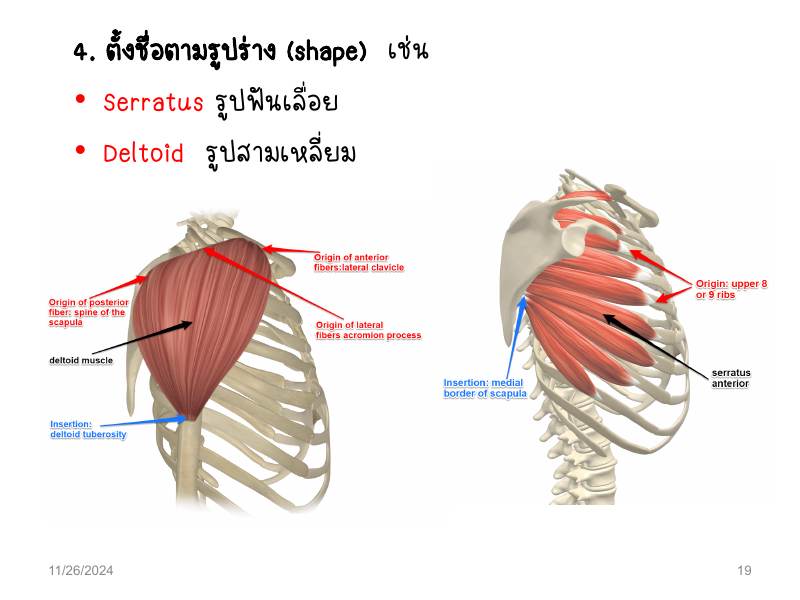 4. ตั้งชื่อตามรูปร่าง (shape) เช่น
• Serratus รูปฟันเลื่อย
• Deltoid รูปสามเหลี่ยม
Origin of anterior
fibers:lateral clavicle
Origin of posterior
fiber: spine of the
scapula
Origin of lateral
fibers acromion process
deltoid muscle
Insertion:
deltoid tuberosity
Origin: upper 8
or 9 ribs
Insertion: medial
border of scapula
serratus
anterior
11/26/2024
19